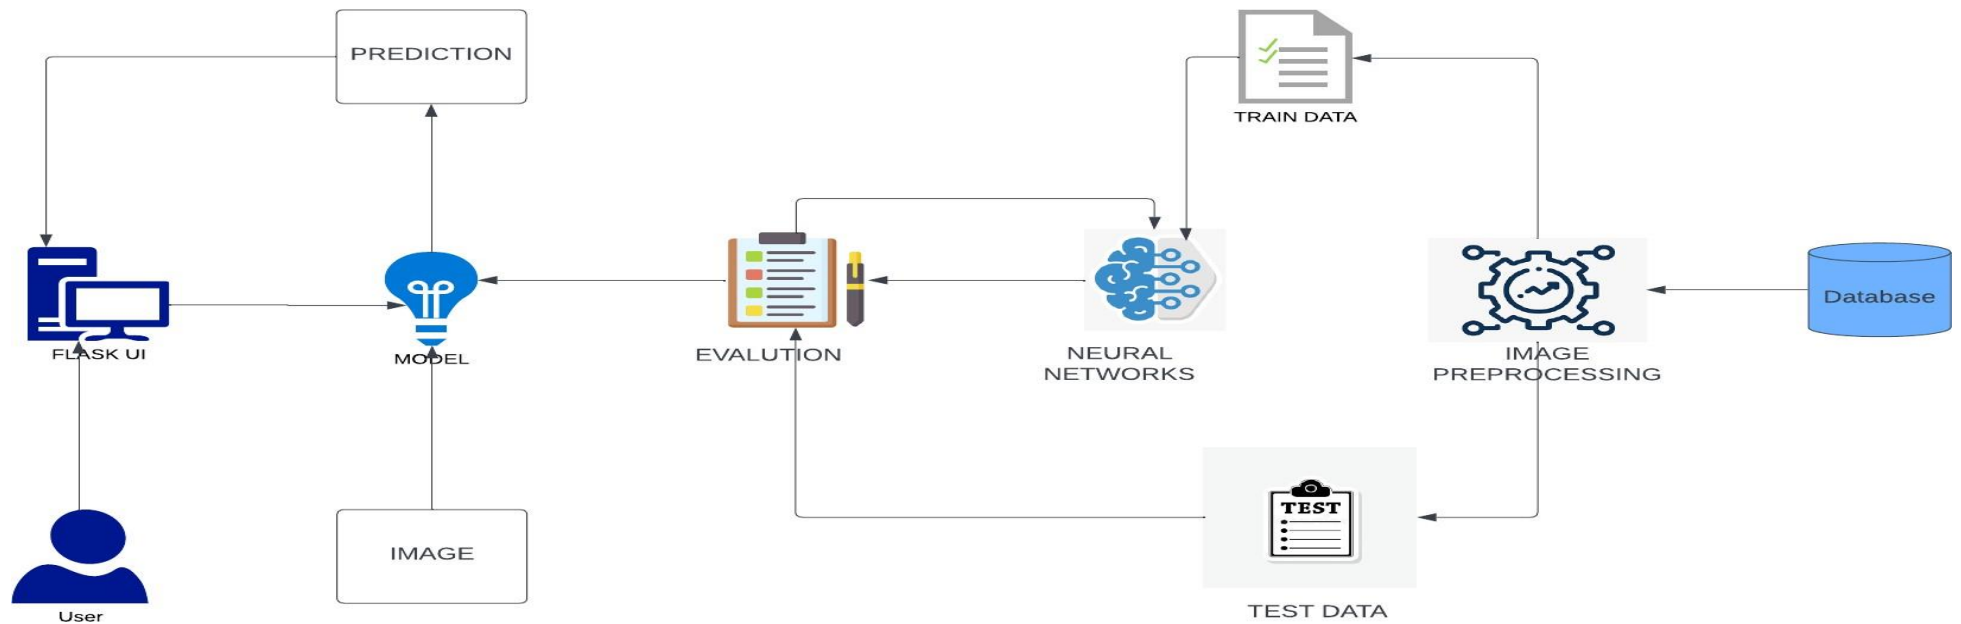 PREDICTION
TRAIN DATA
Database
FLASK UI
MODEL
EVALUTION
NEURAL
NETWORKS
IMAGE
PREPROCESSING
TEST
IMAGE
User
TEST DATA